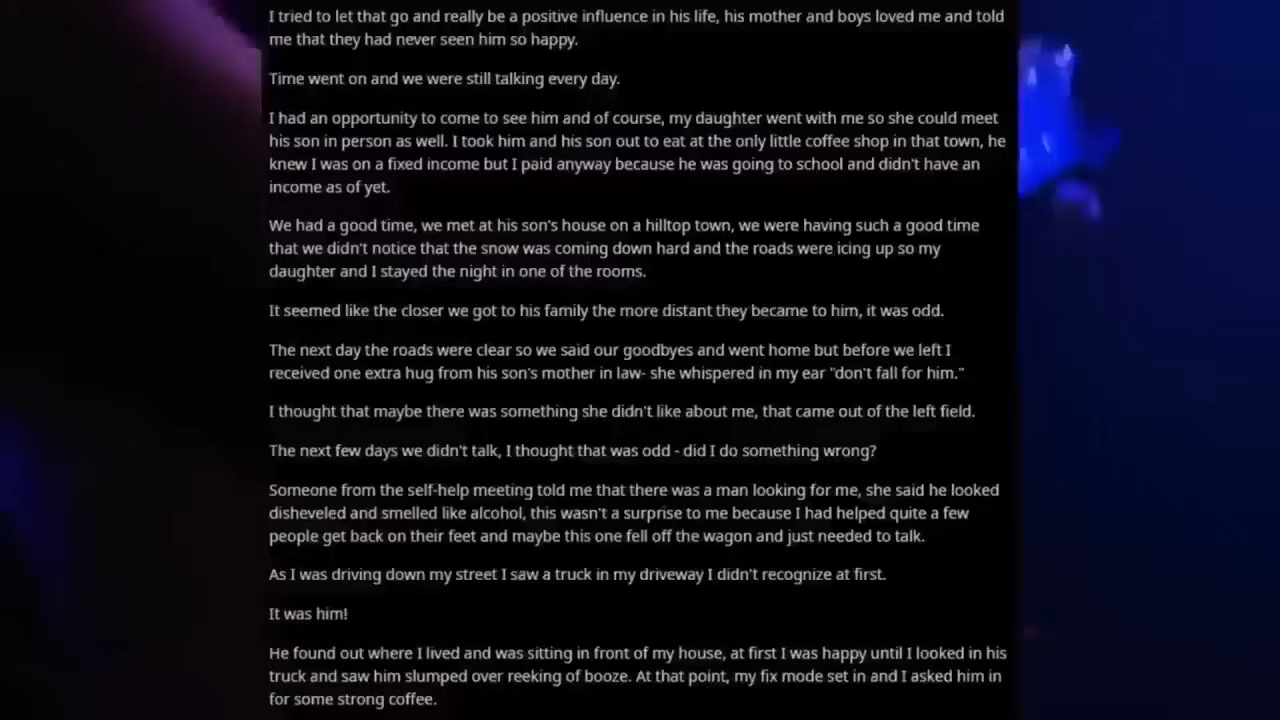 I tried to let that go and really be a positive influence in his life, his mother and boys loved me and told
me that they had never seen him so happy.
Time went on and we were still talking every day.
I had an opportunity to come to see him and of course, my daughter went with me so she could meet
his son in person as well. I took him and his son out to eat at the only little coffee shop in that town, he
knew I was on a fixed income but I paid anyway because he was going to school and didn't have an
income as of yet.
We had a good time, we met at his son's house on a hilltop town, we were having such a good time
that we didn't notice that the snow was coming down hard and the roads were icing up so my
daughter and I stayed the night in one of the rooms.
It seemed like the closer we got to his family the more distant they became to him, it was odd.
The next day the roads were clear so we said our goodbyes and went home but before we left I
received one extra hug from his son's mother in law- she whispered in my ear "don't fall for him."
I thought that maybe there was something she didn't like about me, that came out of the left field.
The next few days we didn't talk, I thought that was odd - did I do something wrong?
Someone from the self-help meeting told me that there was a man looking for me, she said he looked
disheveled and smelled like alcohol, this wasn't a surprise to me because I had helped quite a few
people get back on their feet and maybe this one fell off the wagon and just needed to talk.
As I was driving down my street I saw a truck in my driveway I didn't recognize at first.
It was him!
He found out where I lived and was sitting in front of my house, at first I was happy until I looked in his
truck and saw him slumped over reeking of booze. At that point, my fix mode set in and I asked him in
for some strong coffee.